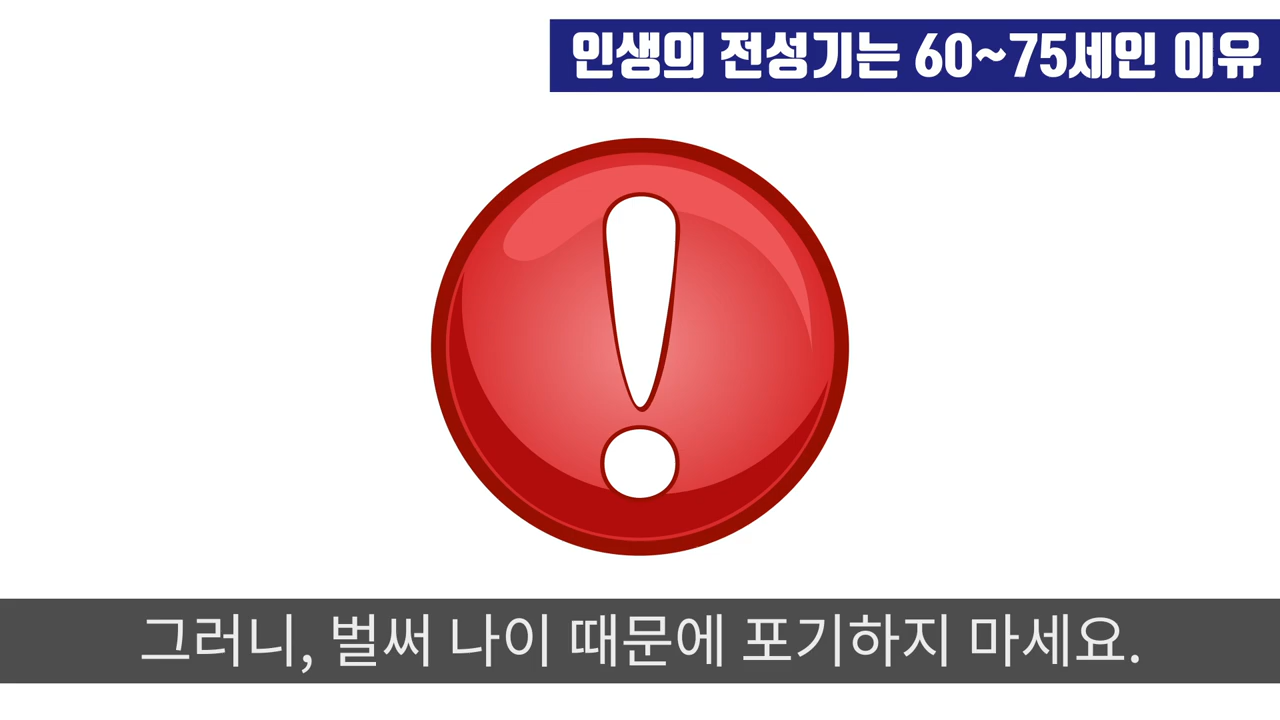 인생의 전성기는 60~75세인 이유
그러니, 벌써 나이 때문에 포기하지 마세요.